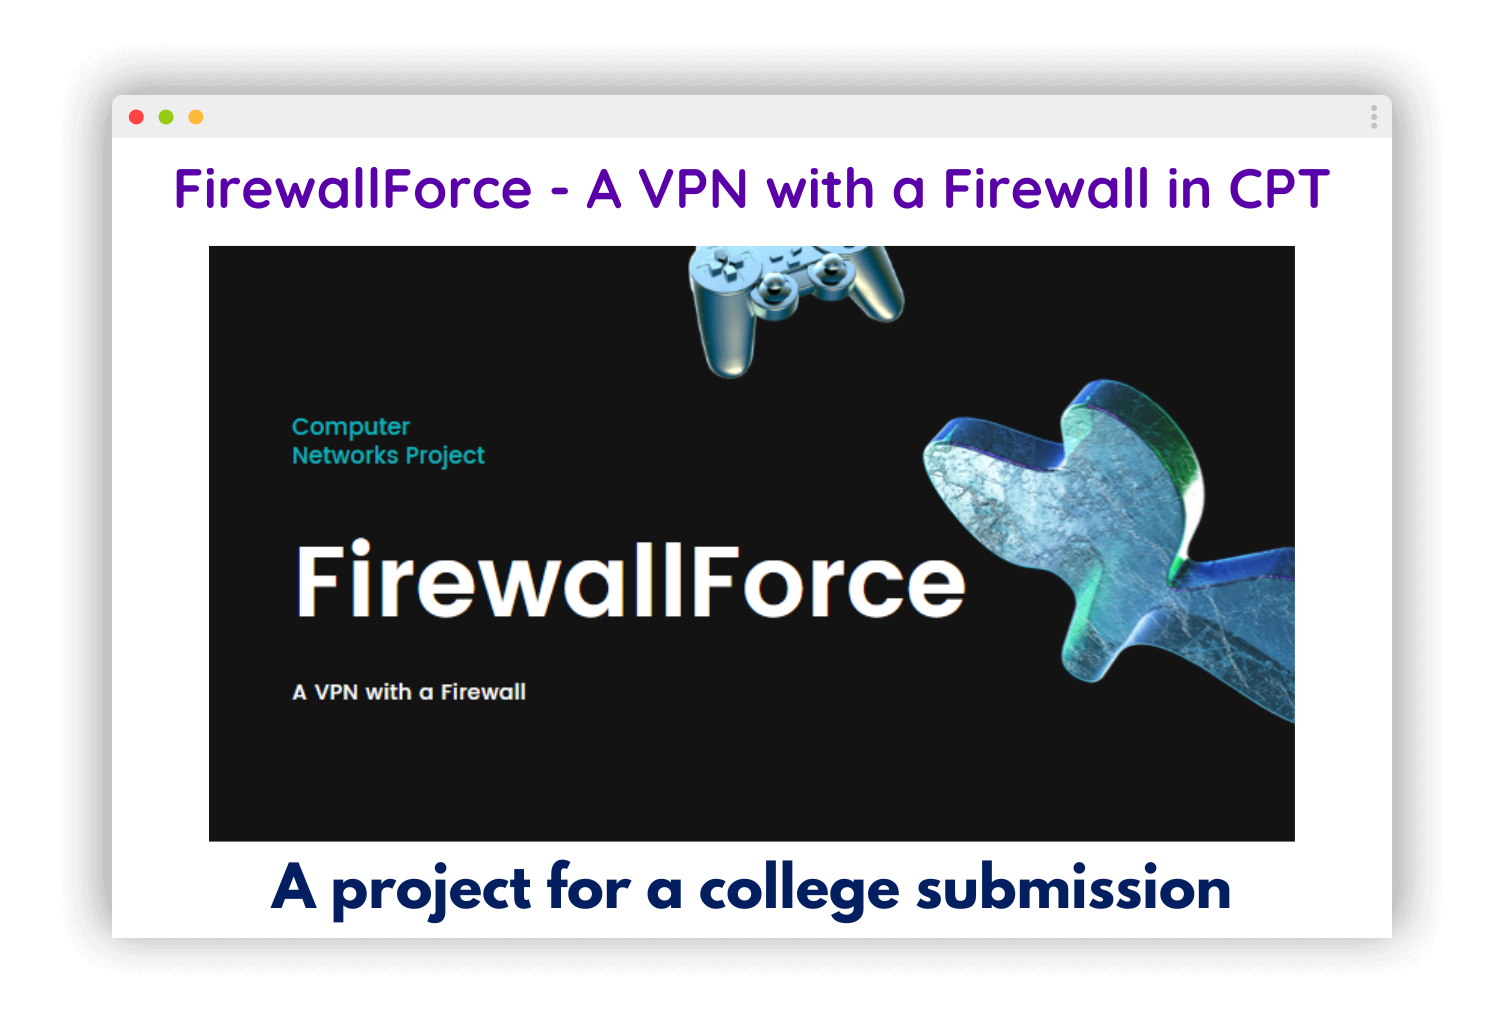 FirewallForce - A VPN with a Firewall in CPT
Computer
Networks Project
FirewallForce
A VPN with a Firewall
A project for a college submission